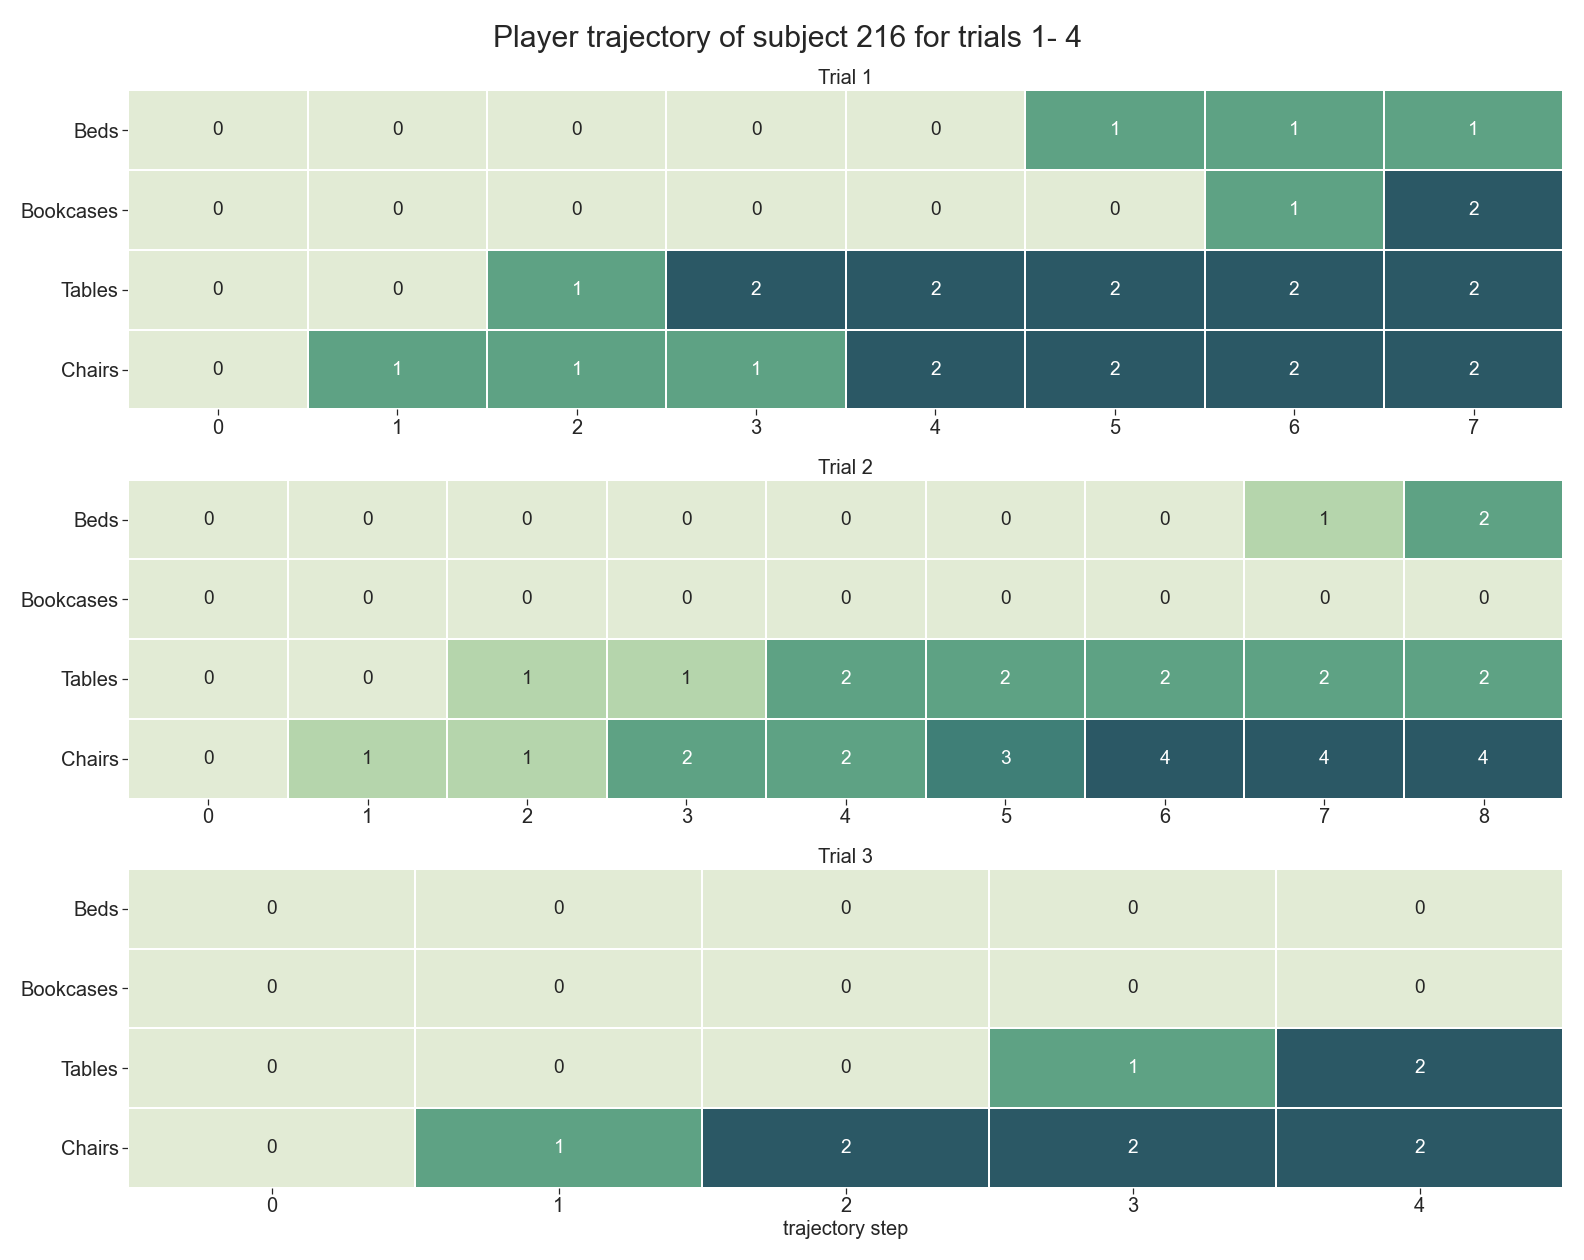 Player trajectory of subject 216 for trials 1- 4
Trial 1
Beds 0 0 0 0 0 1 1 1
Bookcases 0 0 0 0 0 0 1 2
Tables 0 0 1 2 2 2 2 2
Chairs 0 1 1 1 2 2 2 2
0 1 2 3 4 5 6 7
Trial 2
Beds 0 0 0 0 0 0 0 1 2
Bookcases 0 0 0 0 0 0 0 0 0
Tables 0 0 1 1 2 2 2 2 2
Chairs 0 1 1 2 2 3 4 4 4
0 1 2 3 4 5 6 7 8
Trial 3
Beds 0 0 0 0 0
Bookcases 0 0 0 0 0
Tables 0 0 0 1 2
Chairs 0 1 2 2 2
0 1 2 3 4
trajectory step